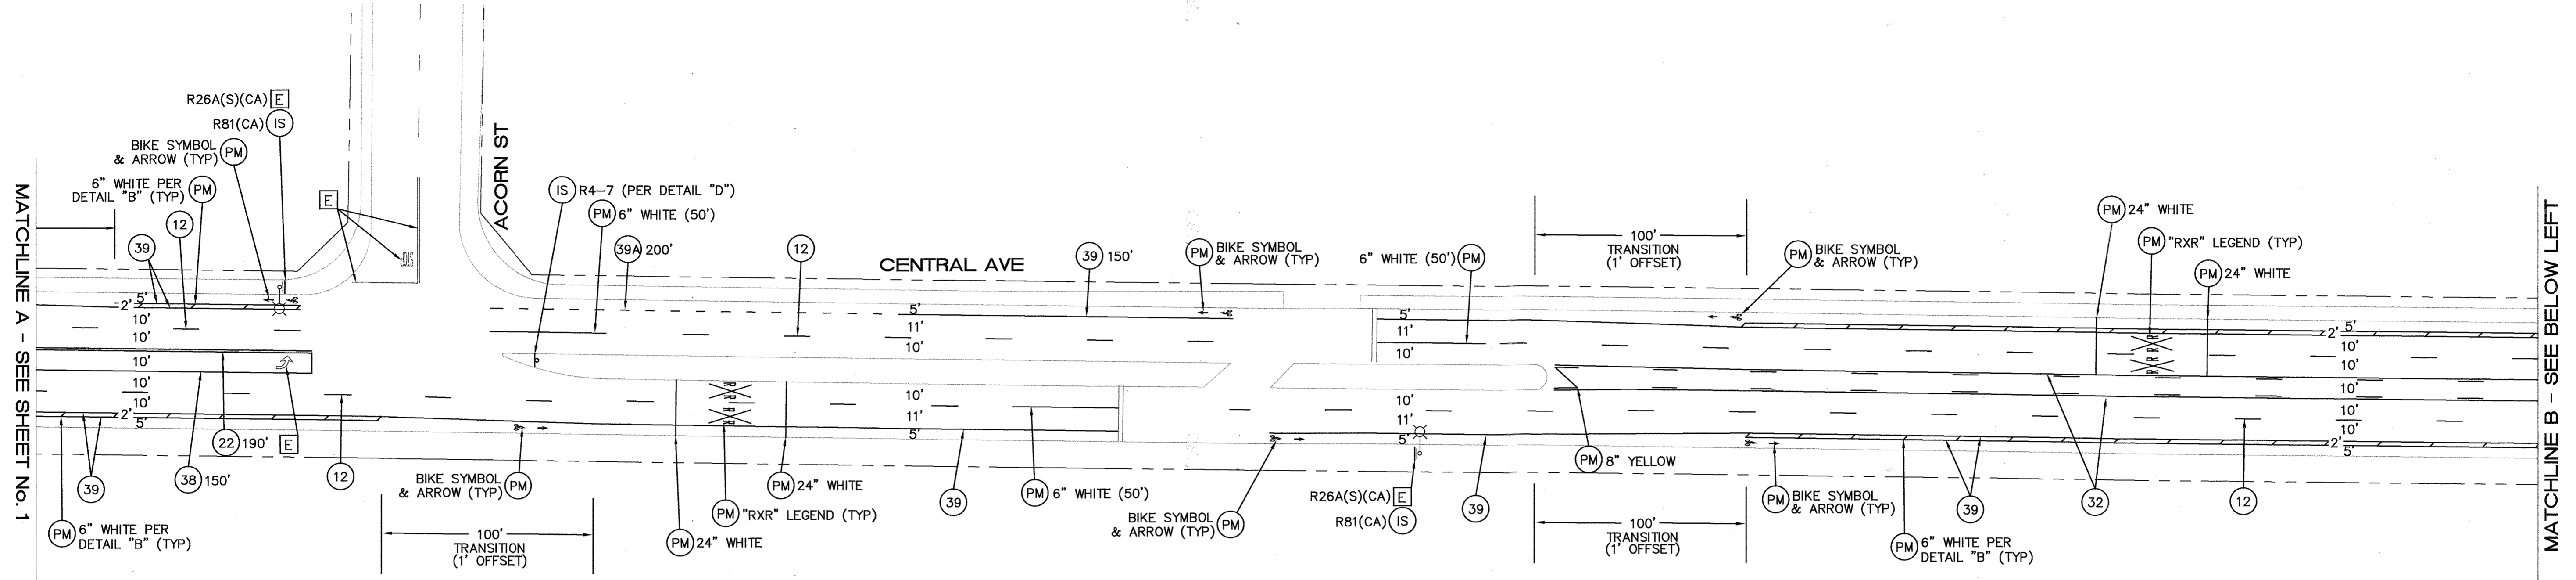 MATCHLINE A - SEE SHEET No. 1
R26A(S)(CA) E
R81(CA) IS
BIKE SYMBOL
& ARROW (TYP) PM
6" WHITE PER
DETAIL "B" (TYP) PM
12
39
E
STOP
ACORN ST
IS R4-7 (PER DETAIL "D")
PM 6" WHITE (50')
39A 200'
12
CENTRAL AVE
39 150'
PM BIKE SYMBOL
& ARROW (TYP)
6" WHITE (50') PM
100'
TRANSITION
(1' OFFSET)
PM BIKE SYMBOL
& ARROW (TYP)
PM 24" WHITE
PM "RXR" LEGEND (TYP)
PM 24" WHITE
2' 5'
10'
10'
10'
10'
10'
2'
5'
5'
11'
10'
10'
11'
5'
5'
11'
10'
10'
11'
5'
2' 5'
10'
10'
10'
10'
10'
2'
5'
R R
R R
R R
PM 6" WHITE PER
DETAIL "B" (TYP)
39
38 150'
22 190'
E
12
BIKE SYMBOL
& ARROW (TYP) PM
100'
TRANSITION
(1' OFFSET)
PM 24" WHITE
PM "RXR" LEGEND (TYP)
PM 24" WHITE
39
PM 6" WHITE (50')
BIKE SYMBOL
& ARROW (TYP) PM
R26A(S)(CA) E
R81(CA) IS
39
PM 8" YELLOW
100'
TRANSITION
(1' OFFSET)
PM BIKE SYMBOL
& ARROW (TYP)
PM 6" WHITE PER
DETAIL "B" (TYP)
39
32
12
MATCHLINE B - SEE BELOW LEFT